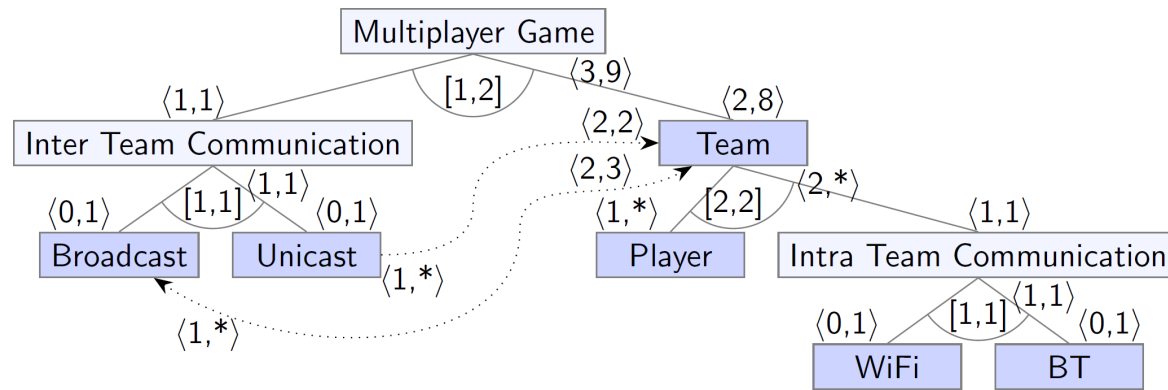 Multiplayer Game
⟨3,9⟩
[1,2]
⟨1,1⟩
⟨2,8⟩
⟨2,2⟩
Inter Team Communication
Team
⟨2,3⟩
⟨1,1⟩
⟨2,*⟩
⟨0,1⟩
[1,1]
⟨0,1⟩
⟨1,*⟩
[2,2]
⟨1,1⟩
Broadcast
Unicast
Player
Intra Team Communication
⟨1,*⟩
⟨1,1⟩
⟨1,*⟩
⟨0,1⟩
[1,1]
⟨0,1⟩
WiFi
BT